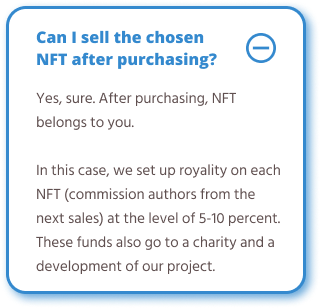 Can I sell the chosen
NFT after purchasing?
Yes, sure. After purchasing, NFT
belongs to you.
In this case, we set up royality on each
NFT (commission authors from the
next sales) at the level of 5-10 percent.
These funds also go to a charity and a
development of our project.